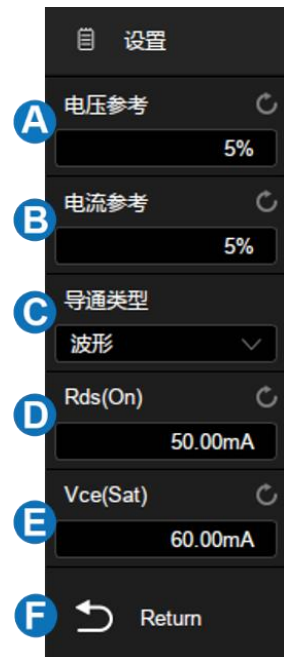 设置
A
电压参考
5%
B
电流参考
5%
C
导通类型
波形
D
Rds(On)
50.00mA
E
Vce(Sat)
60.00mA
F
Return